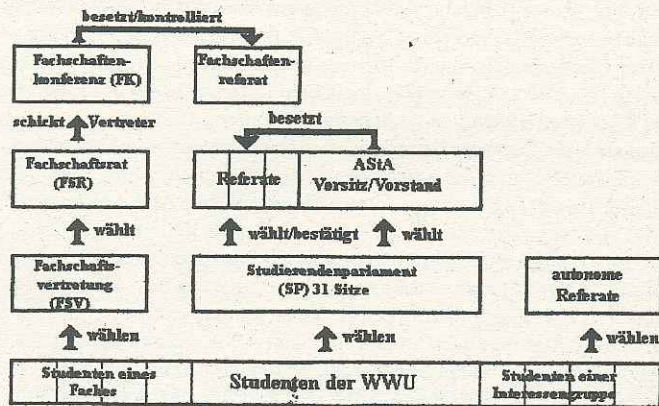 besetzt/kontrolliert
Fachschaften-
konferenz (FK)
Fachschaften-
referat
schickt Vertreter
besetzt
Fachschaftsrat
(FSR)
Referate
AStA
Vorsitz/Vorstand
wählt
wählt/bestätigt
wählt
Fachschafts-
vertretung
(FSV)
Studierendenparlament
(SP) 31 Sitze
autonome
Referate
wählen
wählen
wählen
Studenten eines
Faches
Studenten der WWU
Studenten einer
Interessengruppe